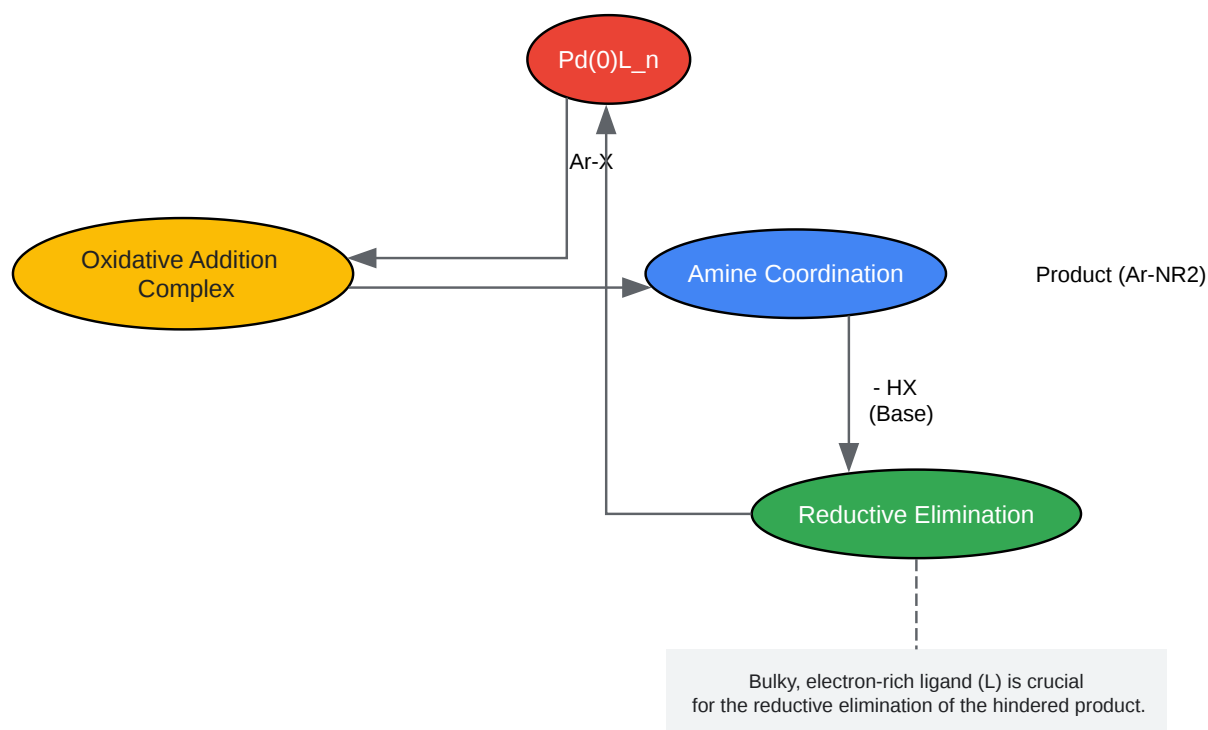 Pd(0)L_n
Ar-X
Oxidative Addition
Complex
Amine Coordination
Product (Ar-NR2)
- HX
(Base)
Reductive Elimination
Bulky, electron-rich ligand (L) is crucial
for the reductive elimination of the hindered product.